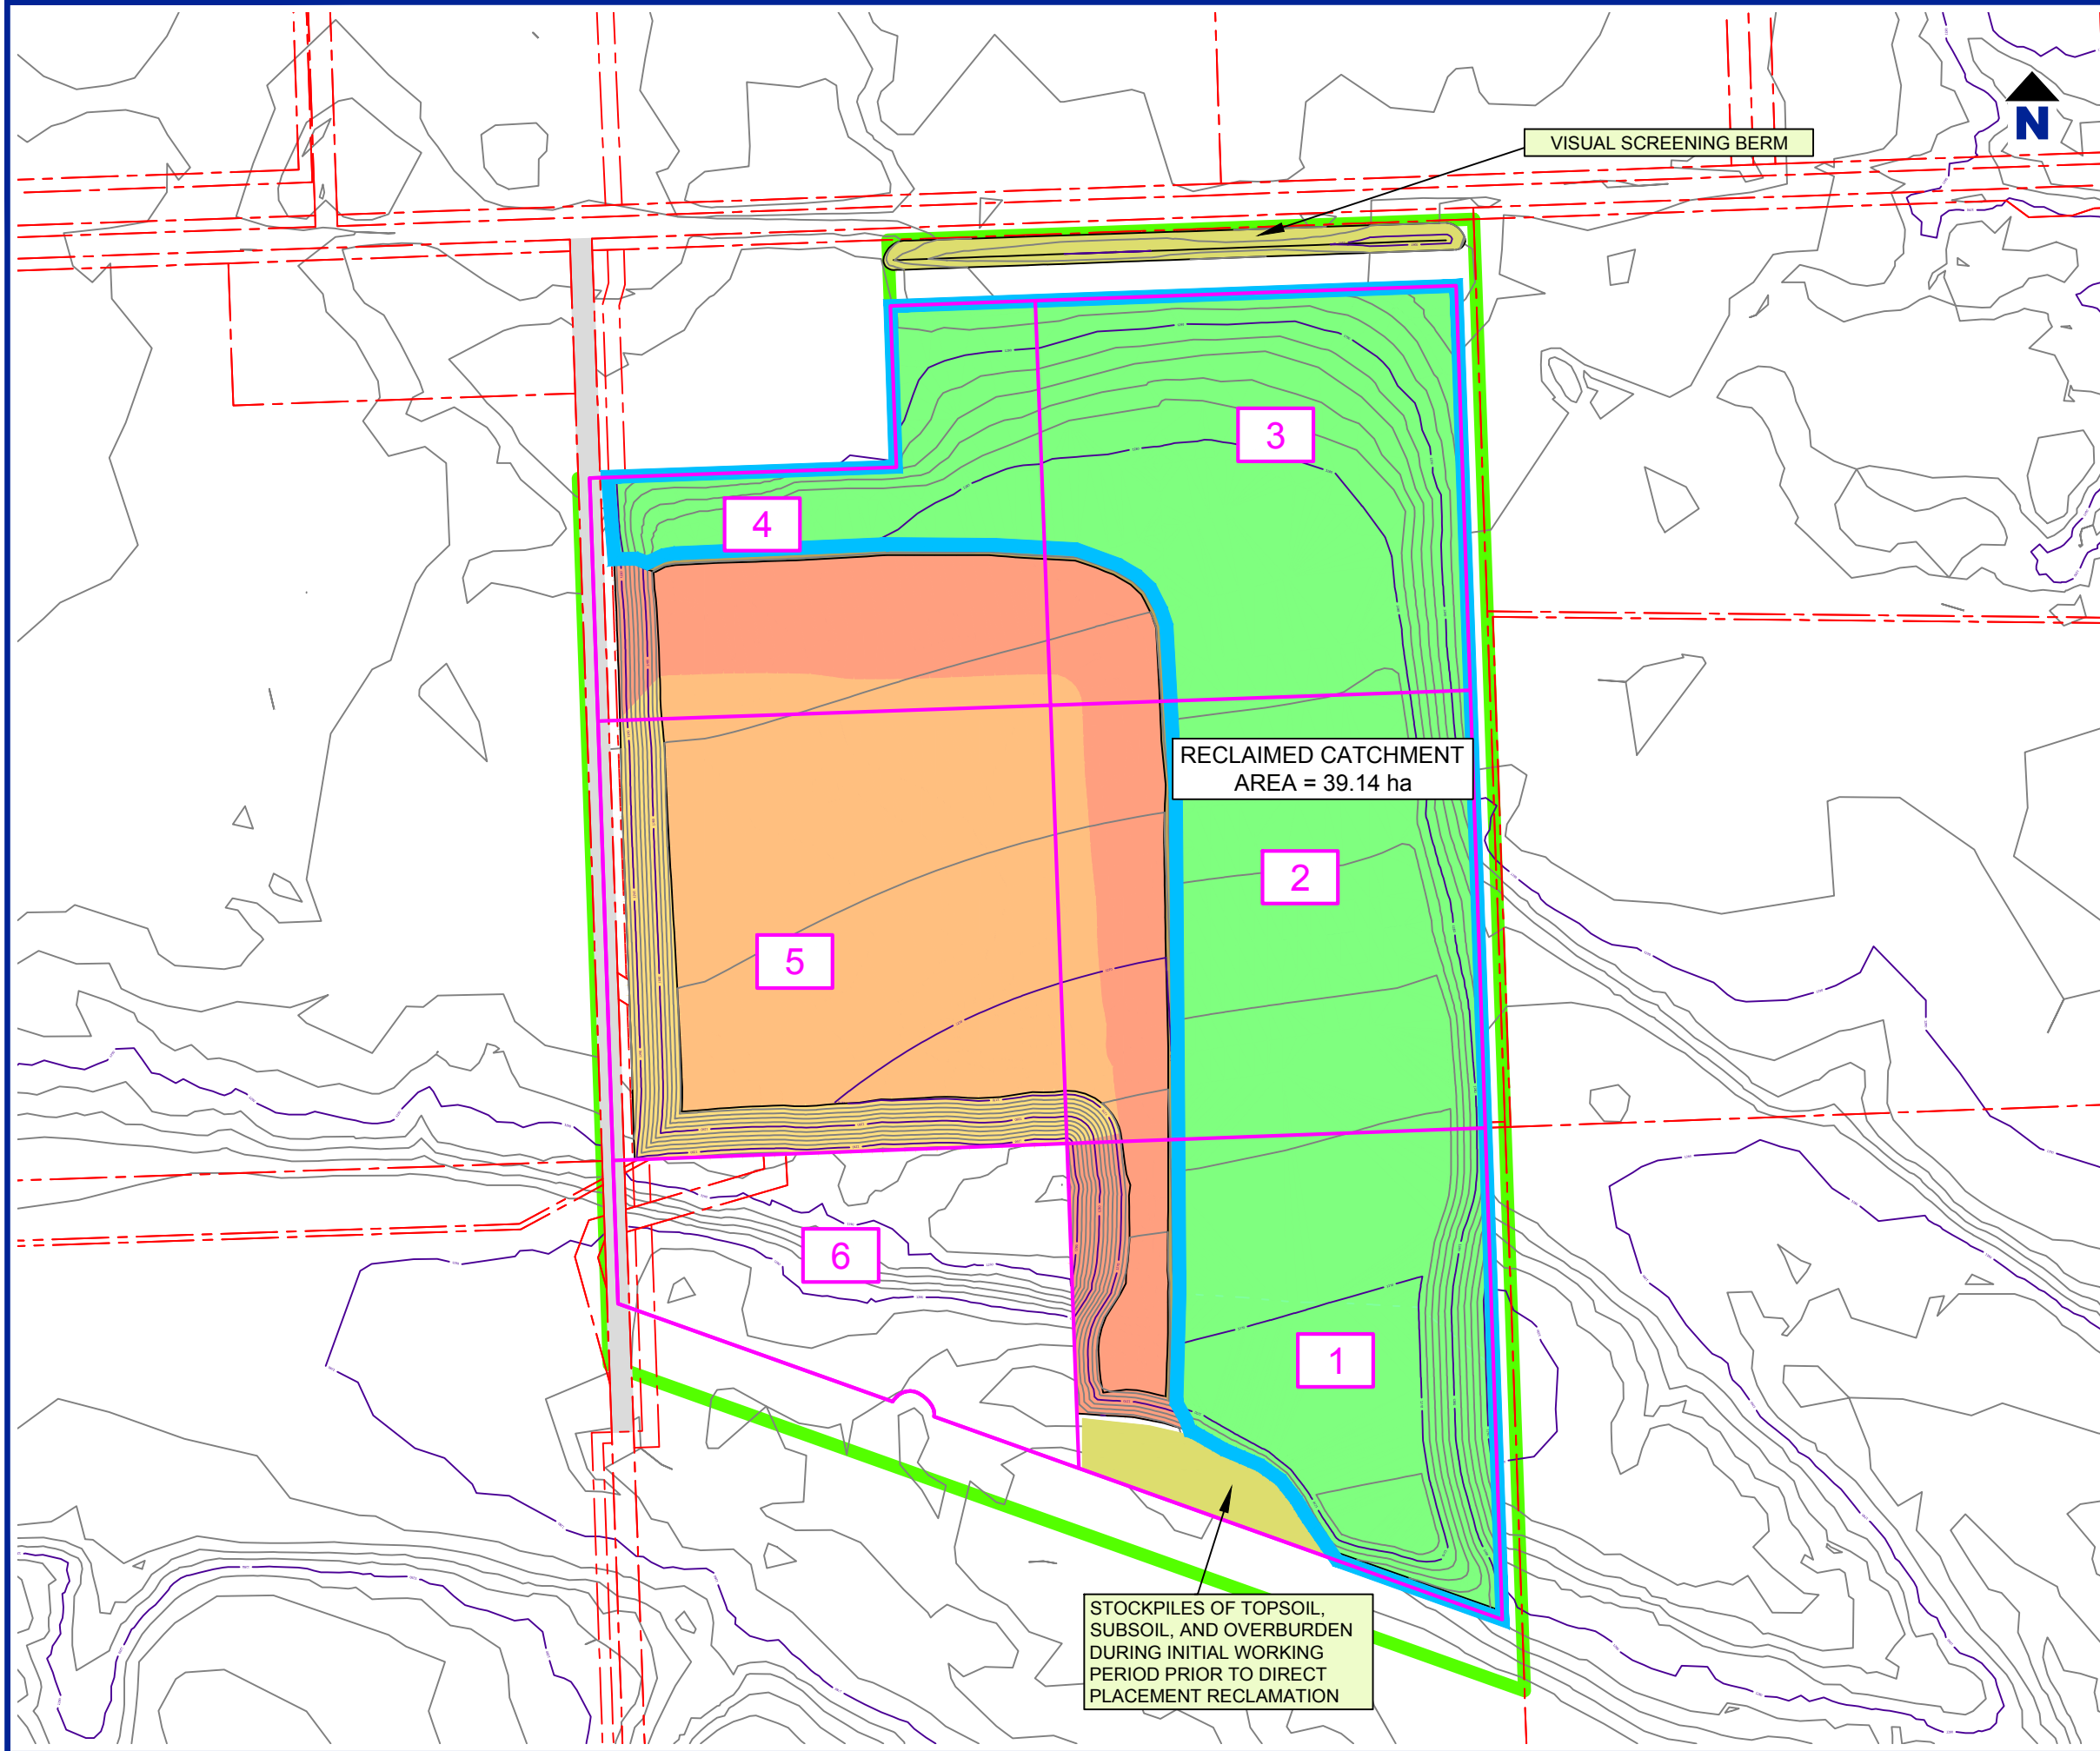 N
VISUAL SCREENING BERM
3
4
RECLAIMED CATCHMENT
AREA = 39.14 ha
2
5
6
1
STOCKPILES OF TOPSOIL,
SUBSOIL, AND OVERBURDEN
DURING INITIAL WORKING
PERIOD PRIOR TO DIRECT
PLACEMENT RECLAMATION